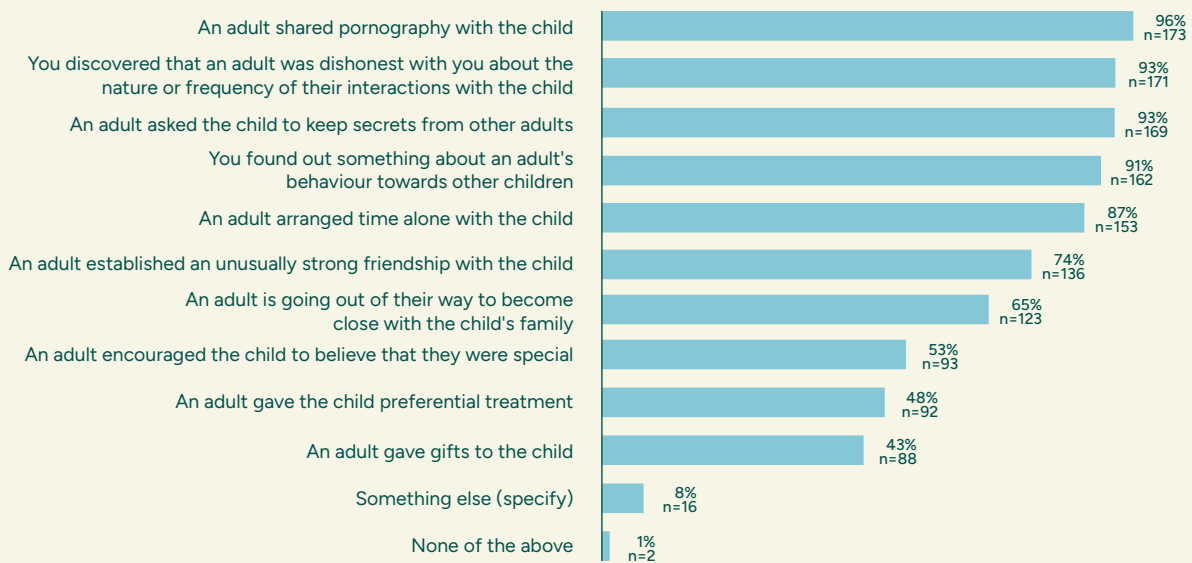 An adult shared pornography with the child
96%
n=173
You discovered that an adult was dishonest with you about the
nature or frequency of their interactions with the child
93%
n=171
An adult asked the child to keep secrets from other adults
93%
n=169
You found out something about an adult's
behaviour towards other children
91%
n=162
An adult arranged time alone with the child
87%
n=153
An adult established an unusually strong friendship with the child
74%
n=136
An adult is going out of their way to become
close with the child's family
65%
n=123
An adult encouraged the child to believe that they were special
53%
n=93
An adult gave the child preferential treatment
48%
n=92
An adult gave gifts to the child
43%
n=88
Something else (specify)
8%
n=16
None of the above
1%
n=2